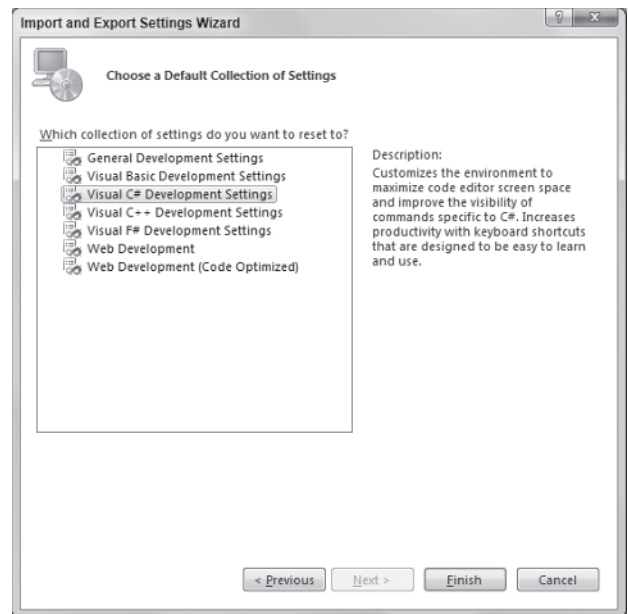 Import and Export Settings Wizard
Choose a Default Collection of Settings
Which collection of settings do you want to reset to?
General Development Settings
Visual Basic Development Settings
Visual C# Development Settings
Visual C++ Development Settings
Visual F# Development Settings
Web Development
Web Development (Code Optimized)
Description:
Customizes the environment to
maximize code editor screen space
and improve the visibility of
commands specific to C#. Increases
productivity with keyboard shortcuts
that are designed to be easy to learn
and use.
< Previous
Next >
Finish
Cancel